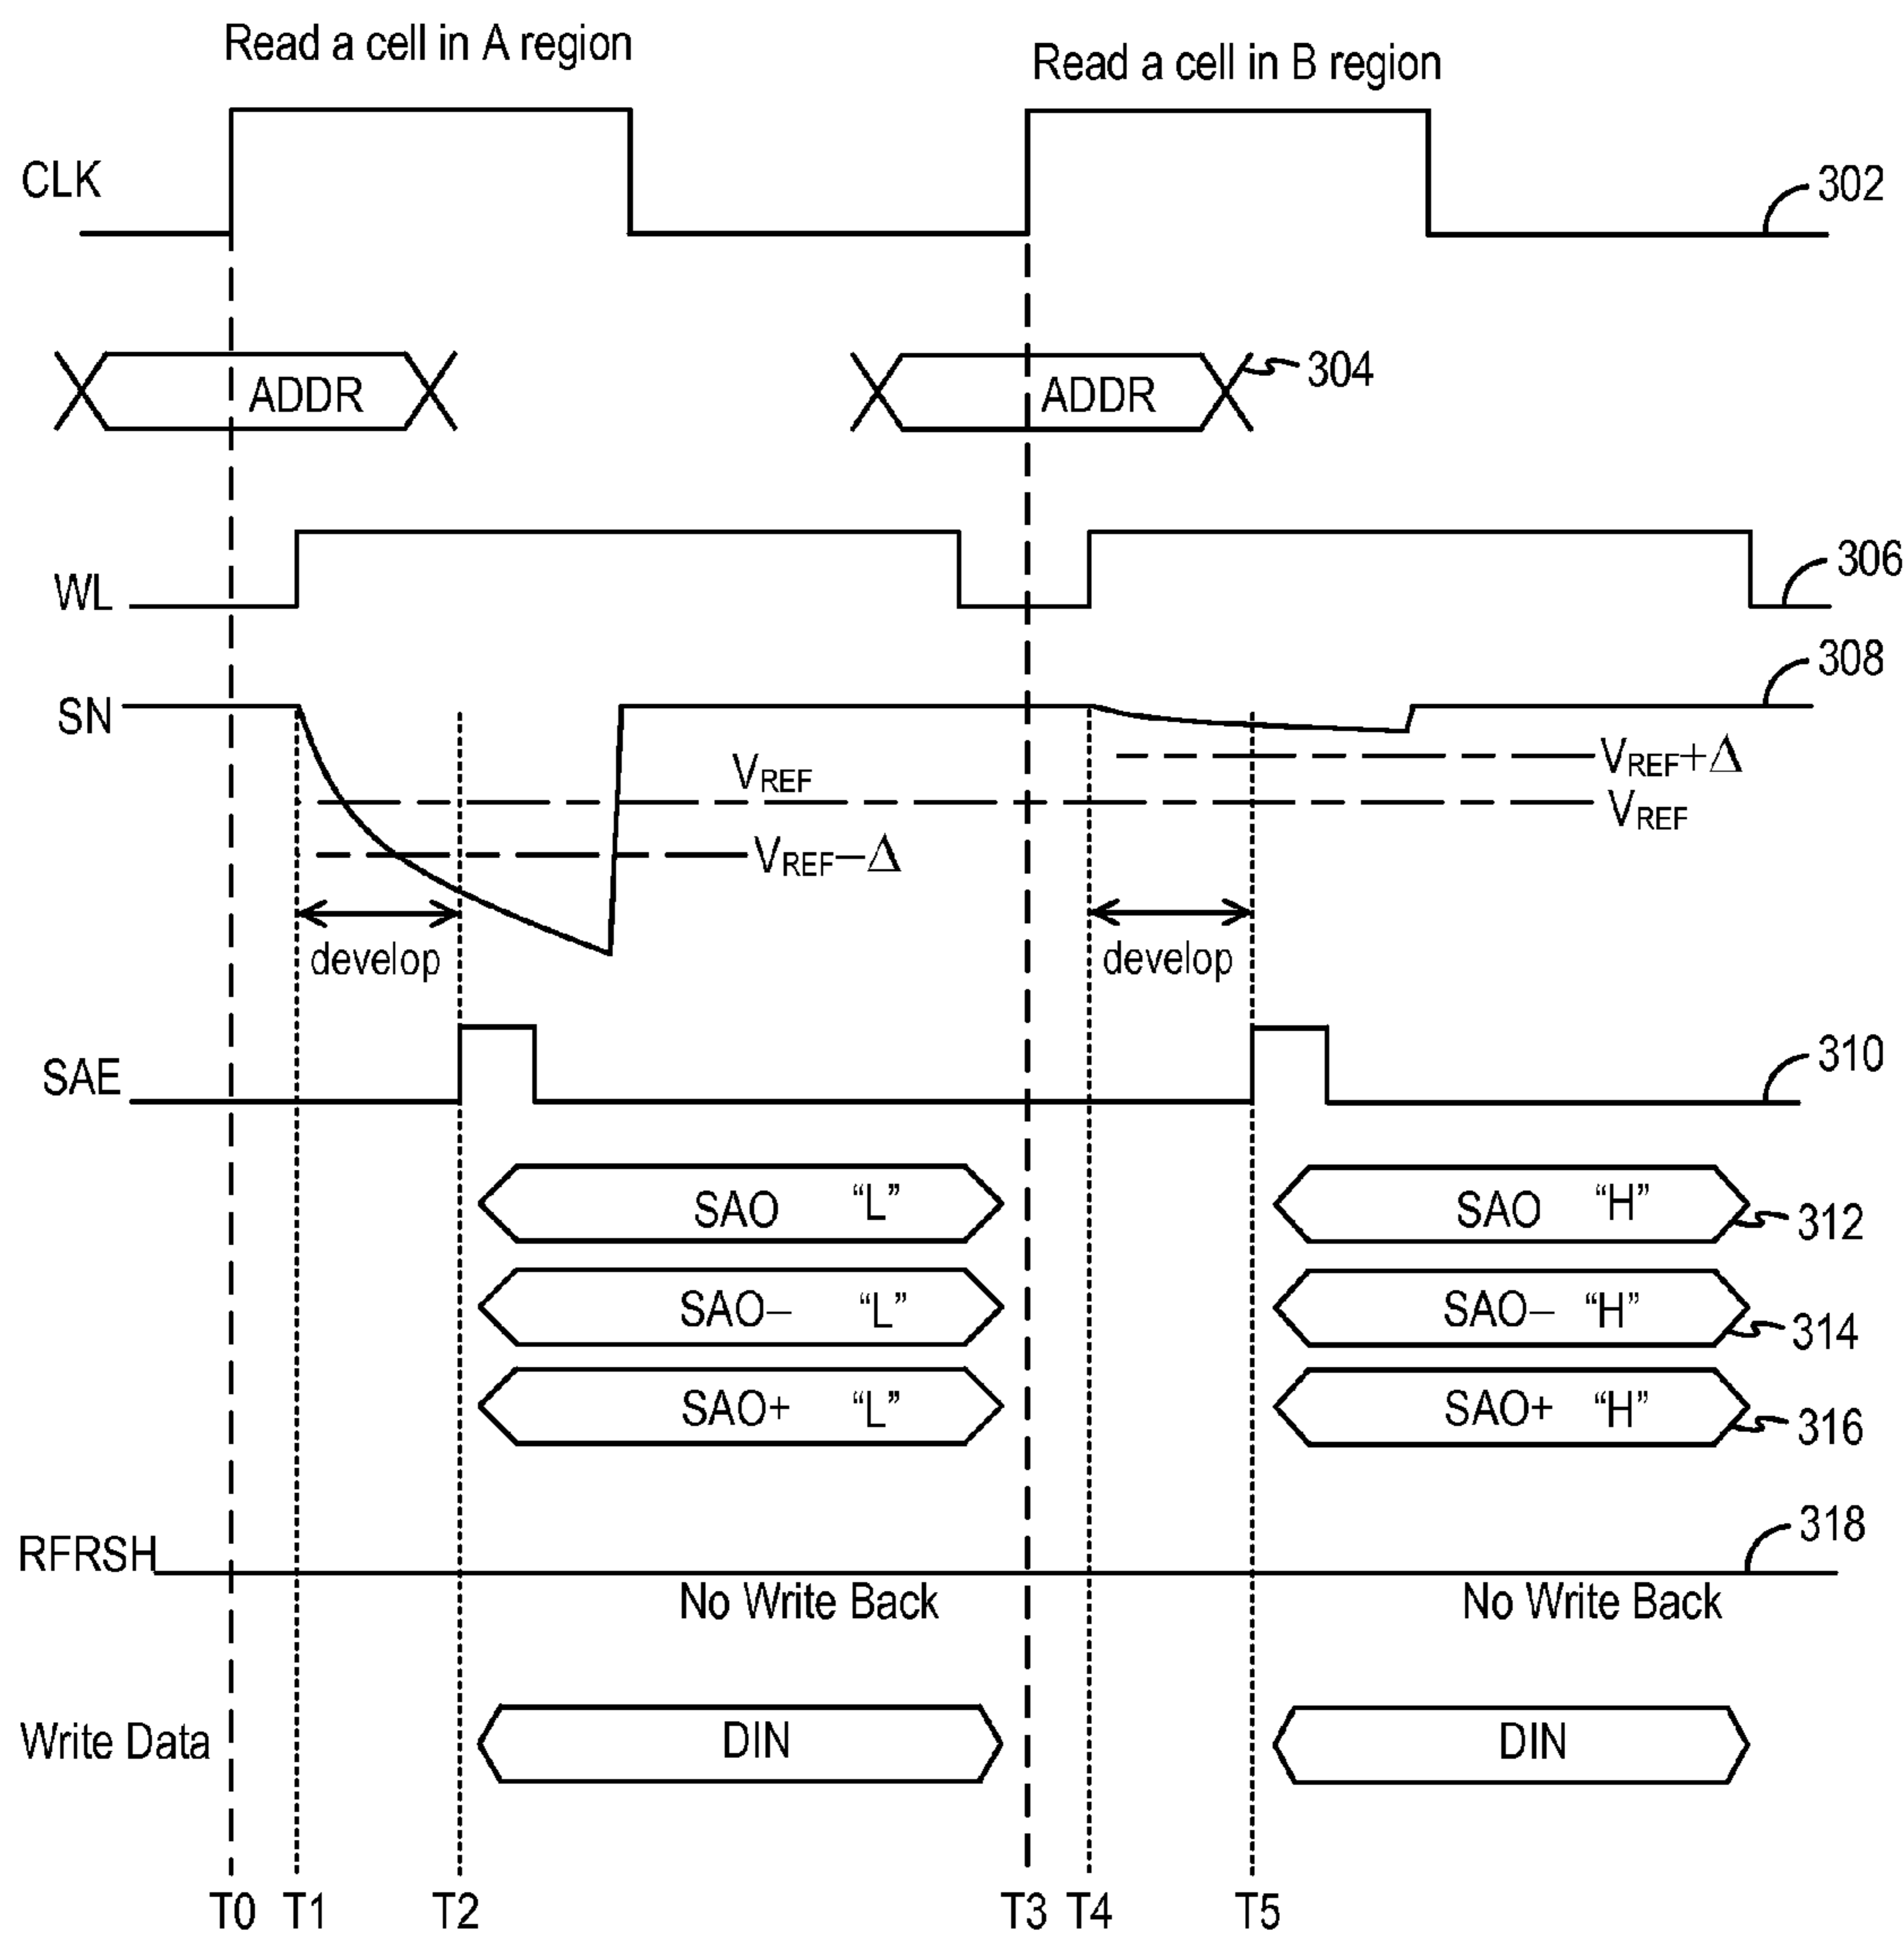 Read a cell in A region
Read a cell in B region
CLK
302
ADDR
ADDR
304
WL
306
SN
308
VREF
VREF+Δ
VREF
VREF−Δ
develop
develop
SAE
310
SAO “L”
SAO “H”
312
SAO− “L”
SAO− “H”
314
SAO+ “L”
SAO+ “H”
316
RFRSH
318
No Write Back
No Write Back
Write Data
DIN
DIN
T0 T1 T2 T3 T4 T5